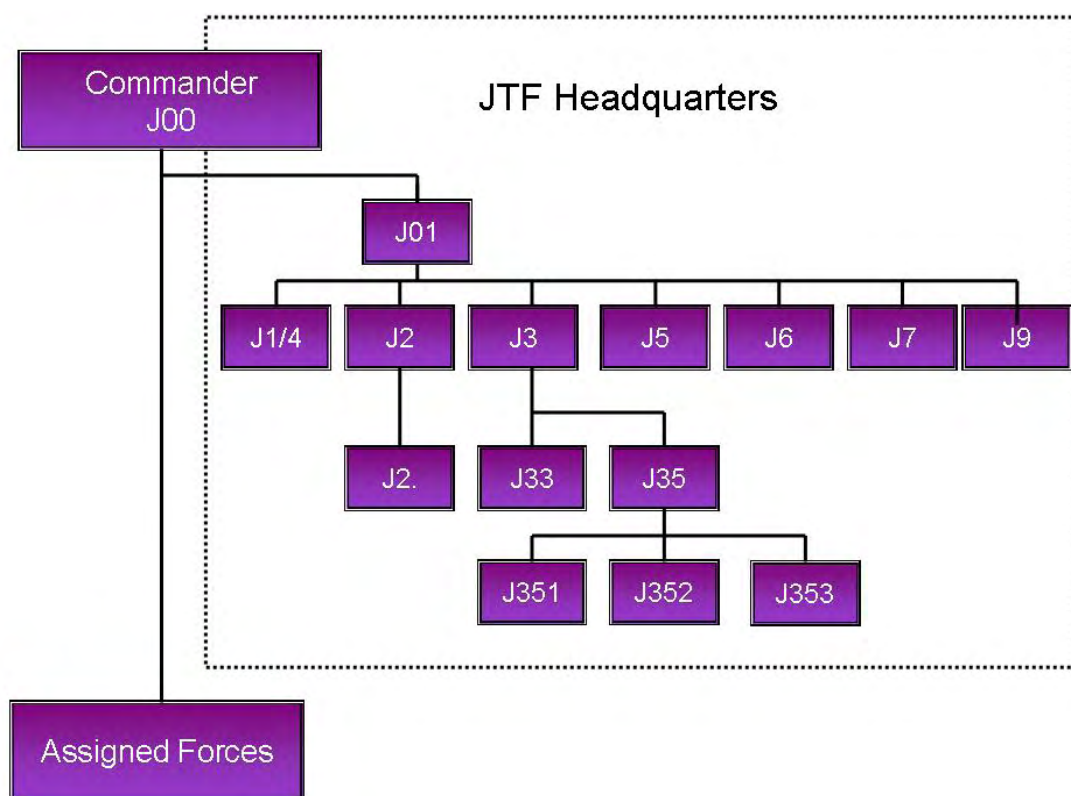 Commander
J00
JTF Headquarters
J01
J1/4
J2
J3
J5
J6
J7
J9
J2.
J33
J35
J351
J352
J353
Assigned Forces